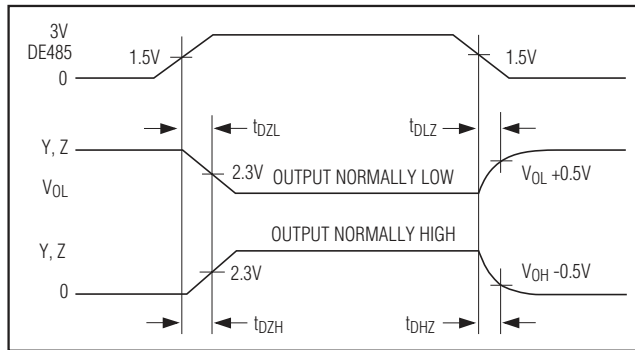 3V
DE485
1.5V
1.5V
0
tDZL
tDLZ
Y, Z
2.3V
OUTPUT NORMALLY LOW
VOL +0.5V
VOL
OUTPUT NORMALLY HIGH
Y, Z
2.3V
VOH -0.5V
0
tDZH
tDHZ